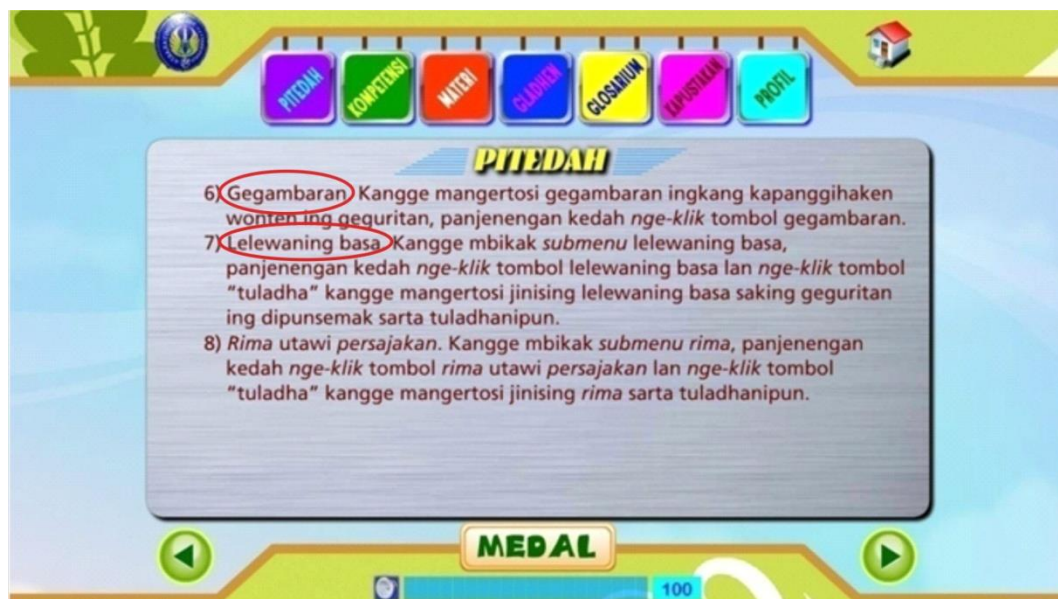 PITEDAH
KOMPETENSI
MATERI
GLADHEN
GLOSARIUM
KAPUSTAKAN
PROFIL
PITEDAH
6) Gegambaran. Kangge mangertosi gegambaran ingkang kapanggihaken
wonten ing geguritan, panjenengan kedah nge-klik tombol gegambaran.
7) Lelewaning basa. Kangge mbikak submenu lelewaning basa,
panjenengan kedah nge-klik tombol lelewaning basa lan nge-klik tombol
"tuladha" kangge mangertosi jinising lelewaning basa saking geguritan
ing dipunsemak sarta tuladhanipun.
8) Rima utawi persajakan. Kangge mbikak submenu rima, panjenengan
kedah nge-klik tombol rima utawi persajakan lan nge-klik tombol
"tuladha" kangge mangertosi jinising rima sarta tuladhanipun.
MEDAL
100